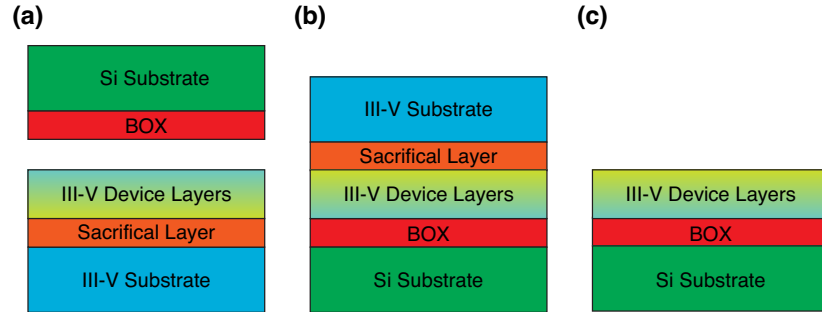 (a)
Si Substrate
BOX
III-V Device Layers
Sacrifical Layer
III-V Substrate
(b)
III-V Substrate
Sacrifical Layer
III-V Device Layers
BOX
Si Substrate
(c)
III-V Device Layers
BOX
Si Substrate